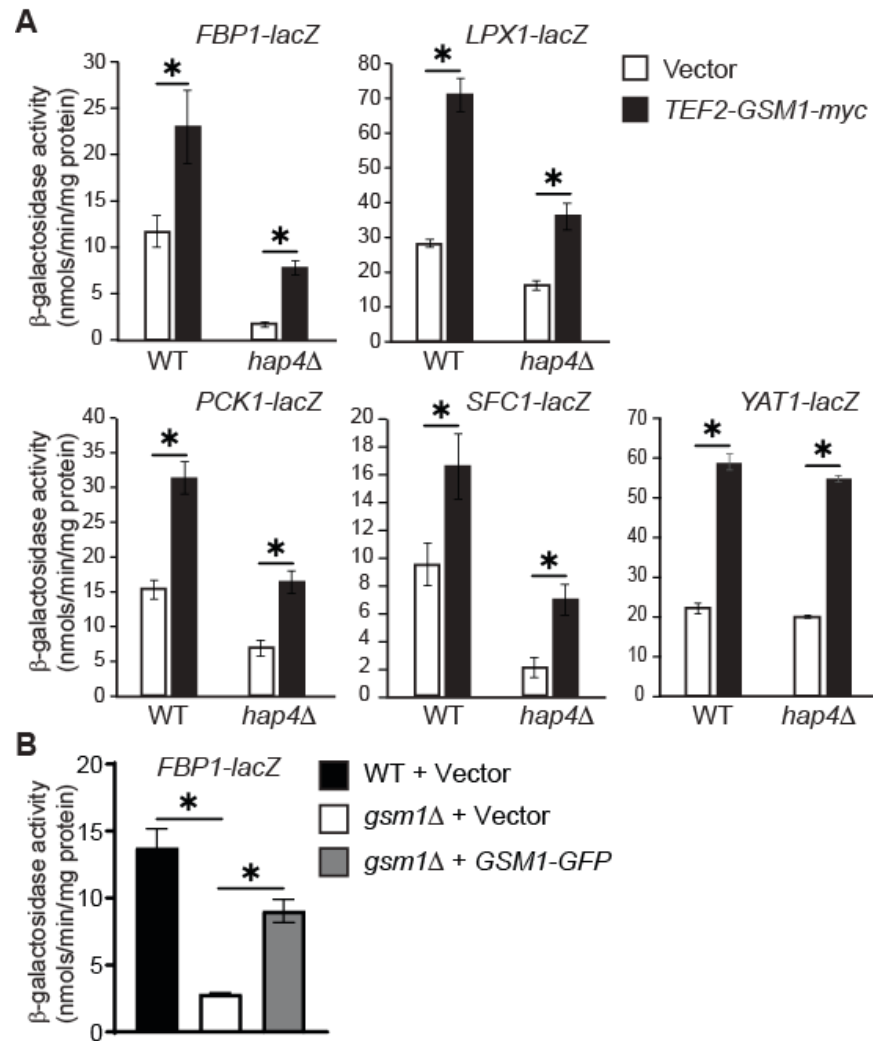 A
FBP1-lacZ
LPX1-lacZ
Vector
TEF2-GSM1-myc
β-galactosidase activity
(nmols/min/mg protein)
30
25
20
15
10
5
0
*
*
WT
hap4Δ
80
70
60
50
40
30
20
10
0
*
*
WT
hap4Δ
PCK1-lacZ
SFC1-lacZ
YAT1-lacZ
β-galactosidase activity
(nmols/min/mg protein)
40
35
30
25
20
15
10
5
0
*
*
WT
hap4Δ
20
18
16
14
12
10
8
6
4
2
0
*
*
WT
hap4Δ
70
60
50
40
30
20
10
0
*
*
WT
hap4Δ
B
FBP1-lacZ
β-galactosidase activity
(nmols/min/mg protein)
20
15
10
5
0
*
*
WT + Vector
gsm1Δ + Vector
gsm1Δ + GSM1-GFP